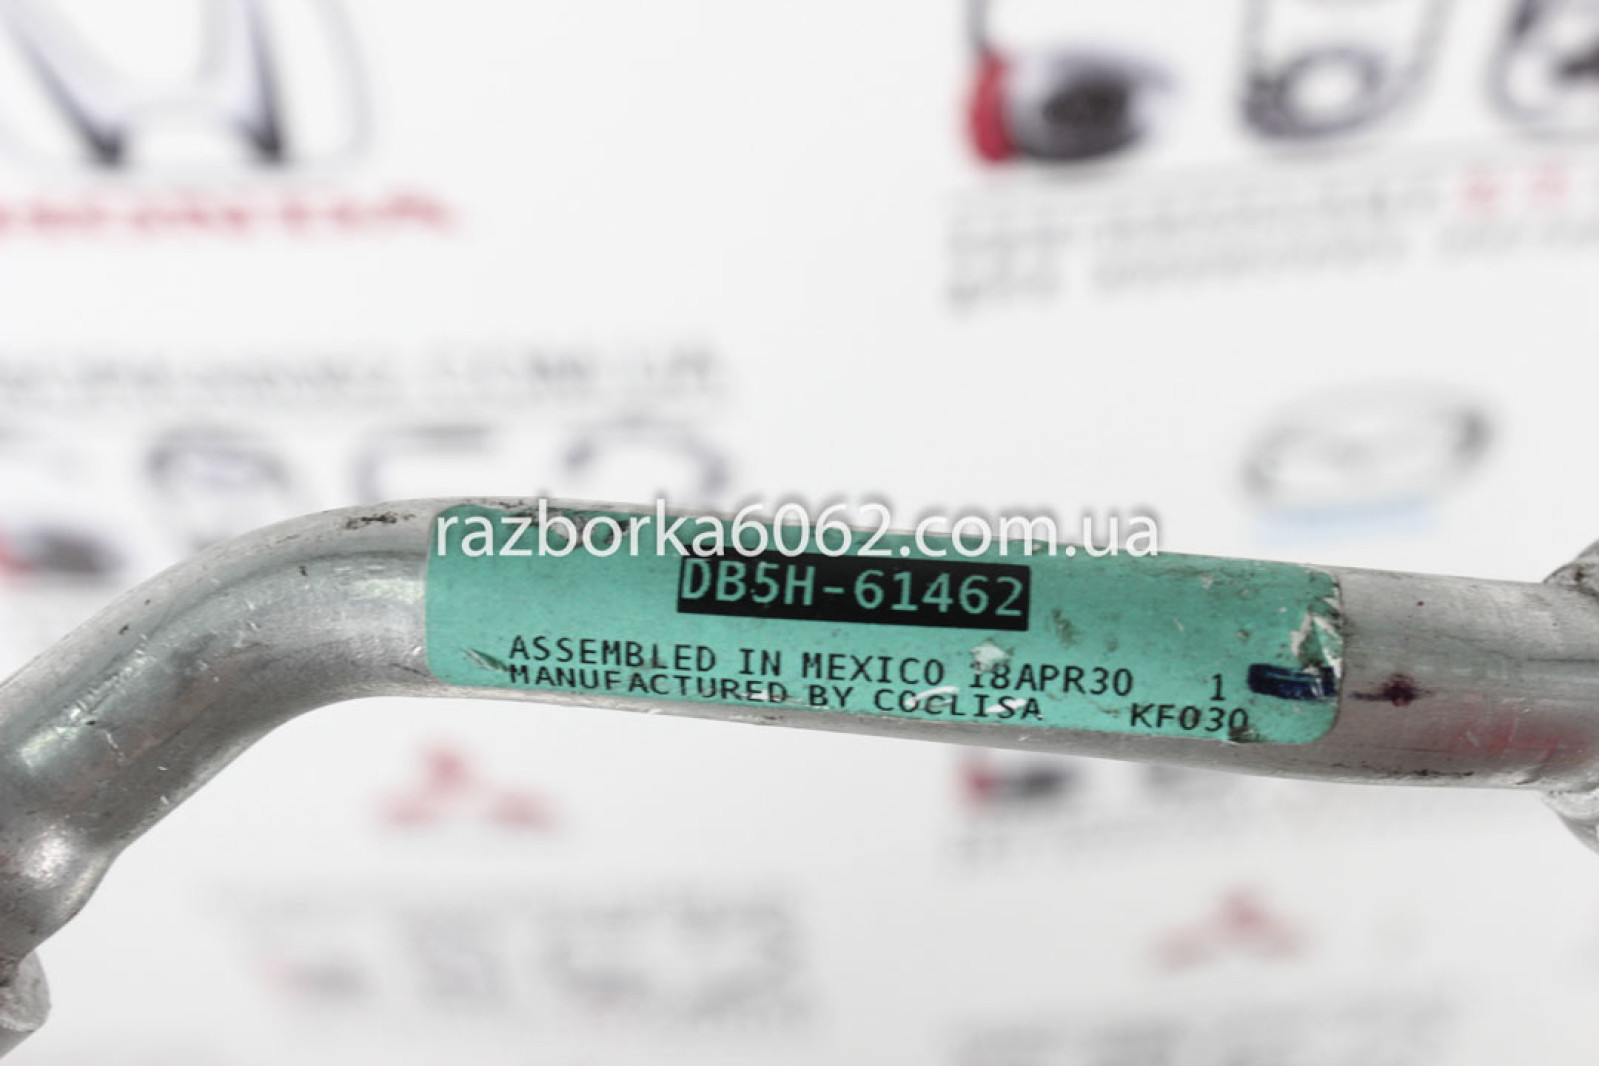 razborka6062.com.ua
DB5H-61462
ASSEMBLED IN MEXICO 18APR30 1
MANUFACTURED BY COCLISA KF030